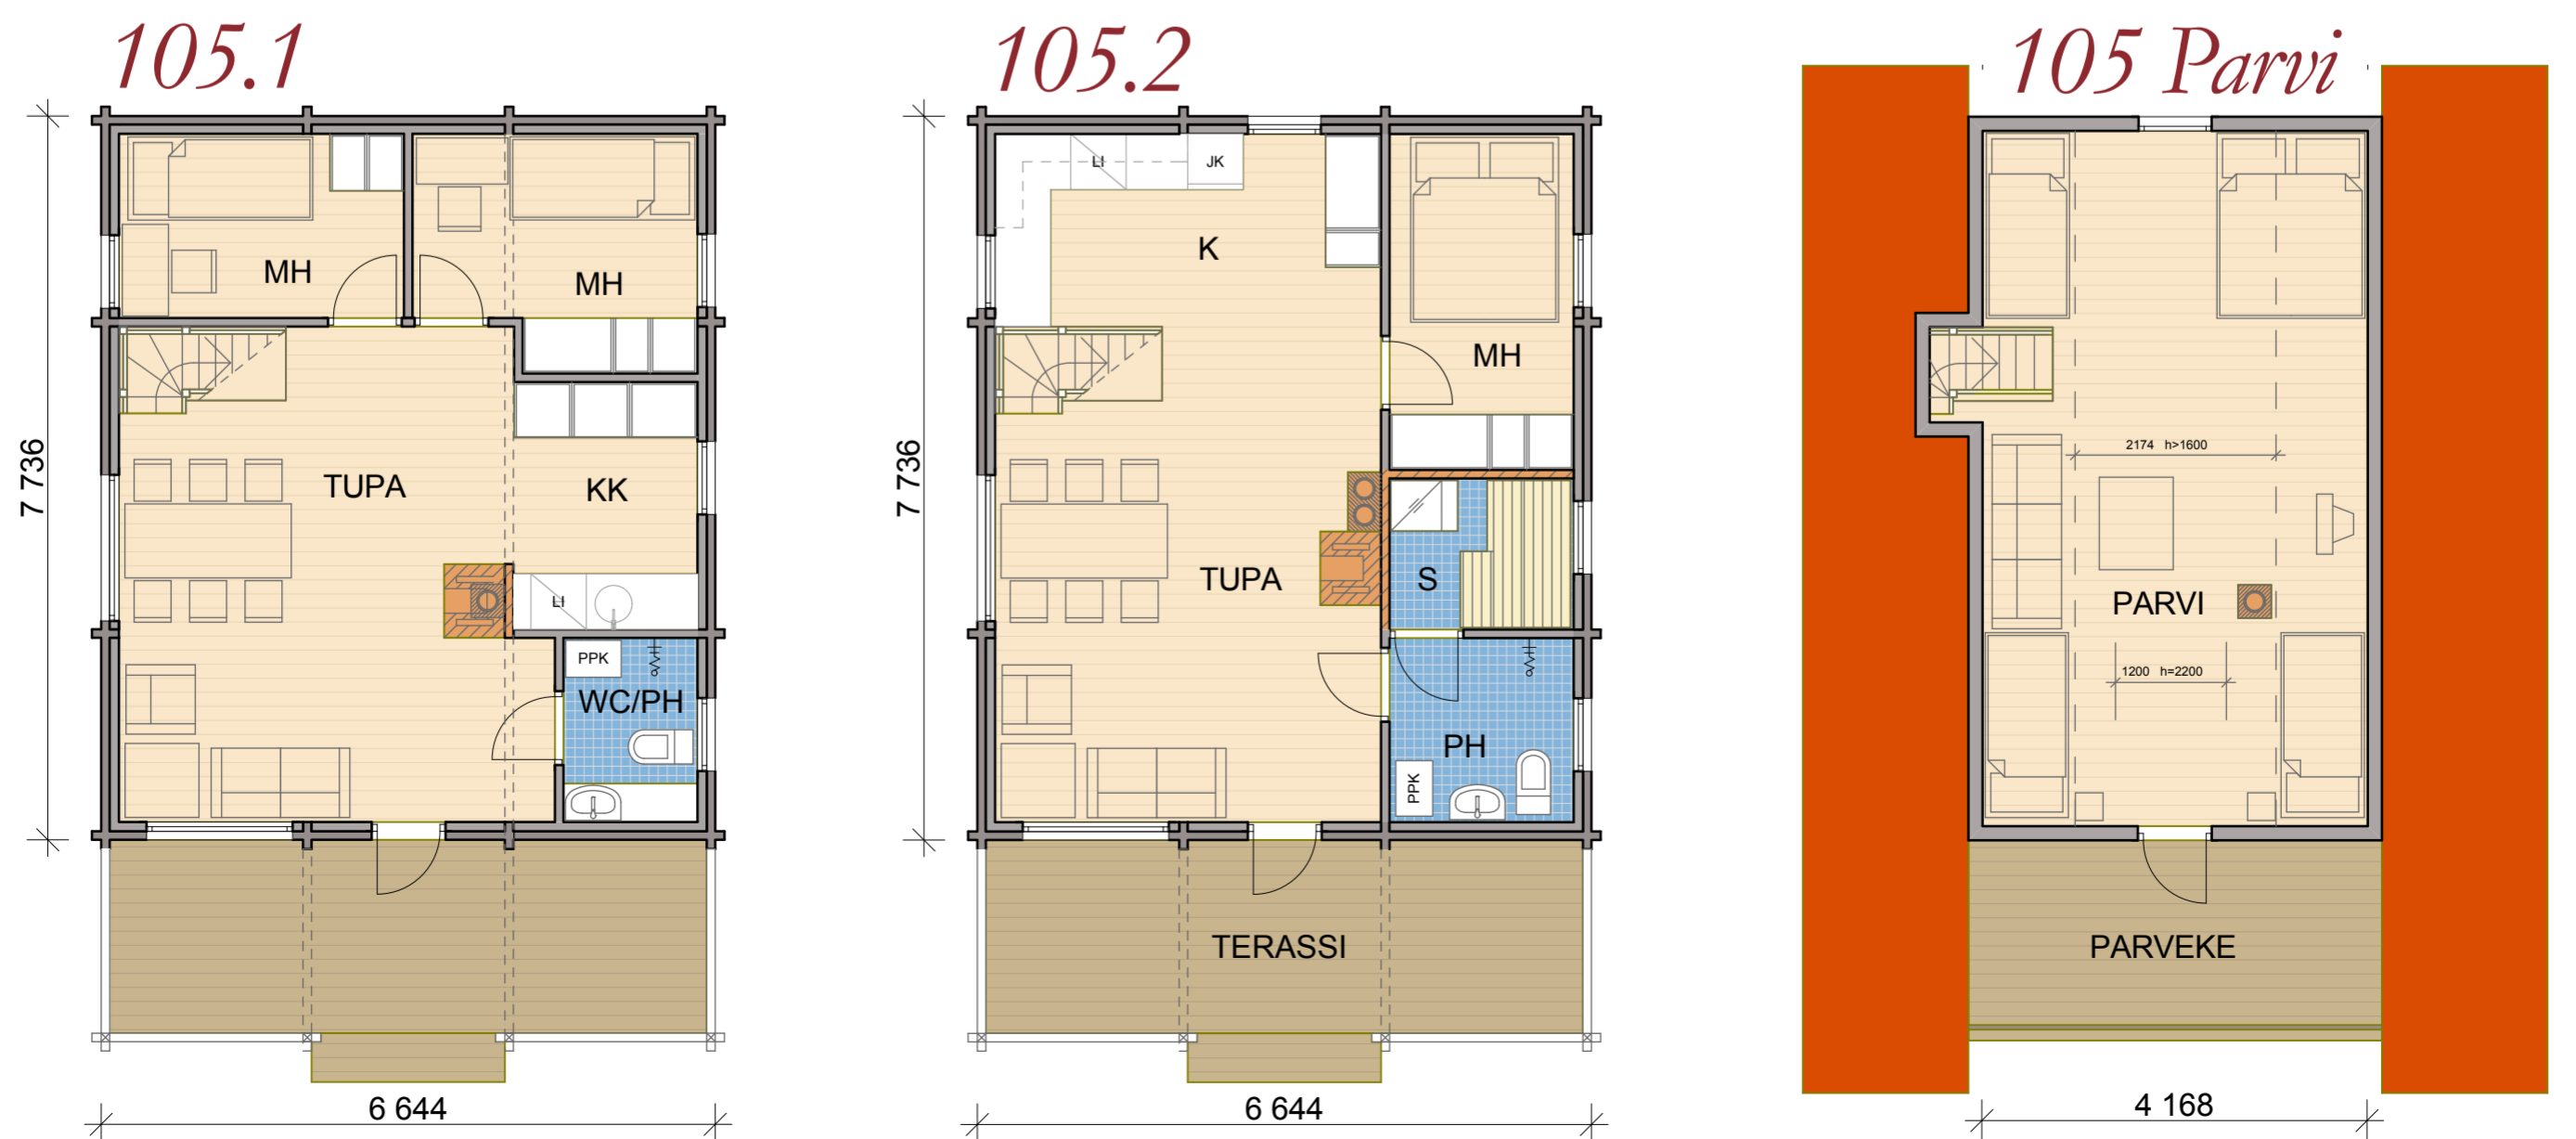 105.1
MH
MH
TUPA
KK
LI
PPK
WC/PH
7 736
6 644
105.2
LI
JK
K
MH
TUPA
S
PH
PPK
TERASSI
7 736
6 644
105 Parvi
2174 h>1600
PARVI
1200 h=2200
PARVEKE
4 168